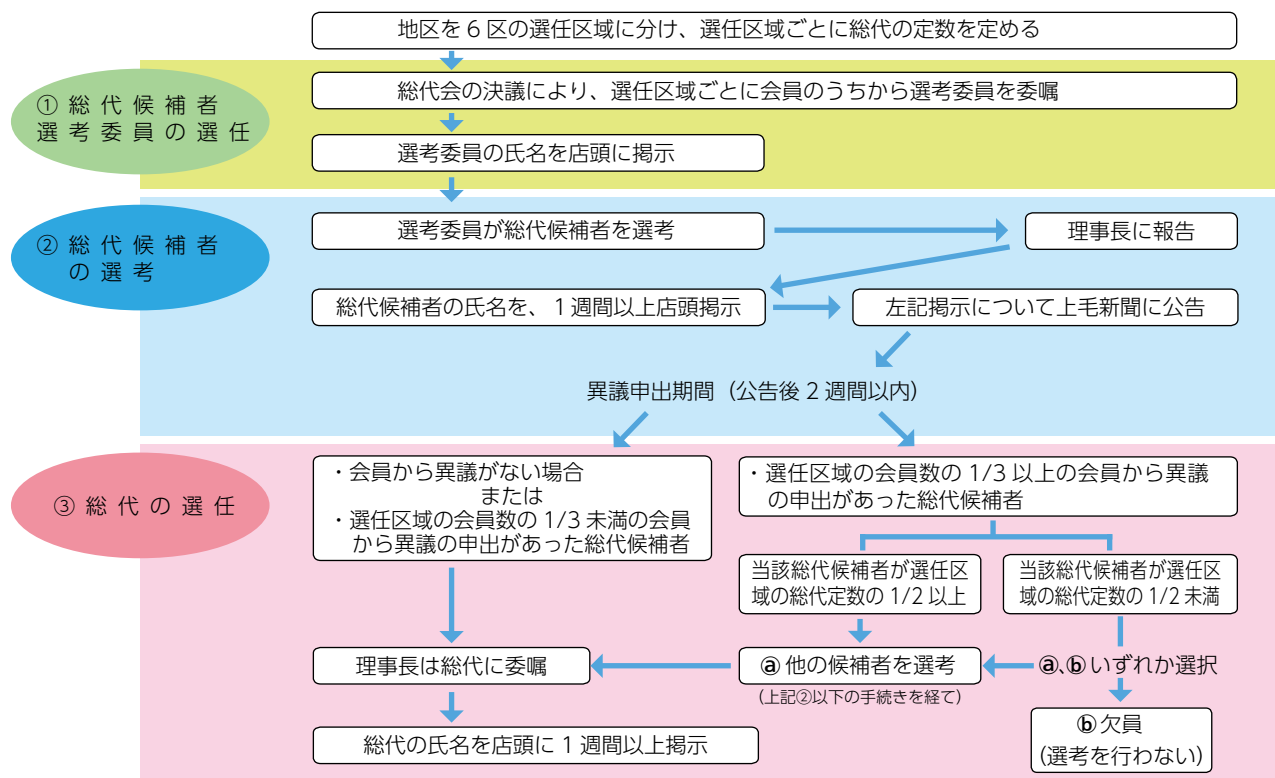 地区を6区の選任区域に分け、選任区域ごとに総代の定数を定める
①総代候補者
選考委員の選任
総代会の決議により、選任区域ごとに会員のうちから選考委員を委嘱
選考委員の氏名を店頭に掲示
②総代候補者
の選考
選考委員が総代候補者を選考
理事長に報告
総代候補者の氏名を、1週間以上店頭掲示
左記掲示について上毛新聞に公告
異議申出期間(公告後2週間以内)
③総代の選任
・会員から異議がない場合
または
・選任区域の会員数の1/3未満の会員
から異議の申出があった総代候補者
・選任区域の会員数の1/3以上の会員から異議
の申出があった総代候補者
当該総代候補者が選任区
域の総代定数の1/2以上
当該総代候補者が選任区
域の総代定数の1/2未満
理事長は総代に委嘱
ⓐ他の候補者を選考
(上記②以下の手続きを経て)
ⓐ、ⓑいずれか選択
ⓑ欠員
(選考を行わない)
総代の氏名を店頭に1週間以上掲示